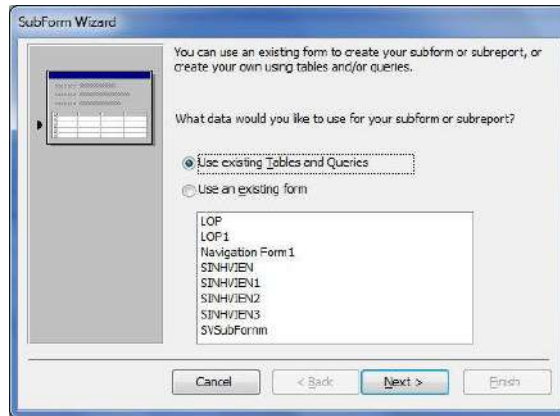 SubForm Wizard
You can use an existing form to create your subform or subreport, or
create your own using tables and/or queries.
What data would you like to use for your subform or subreport?
Use existing Tables and Queries
Use an existing form
LOP
LOP1
Navigation Form1
SINHVIEN
SINHVIEN1
SINHVIEN2
SINHVIEN3
SVSubFornm
Cancel
< Back
Next >
Finish